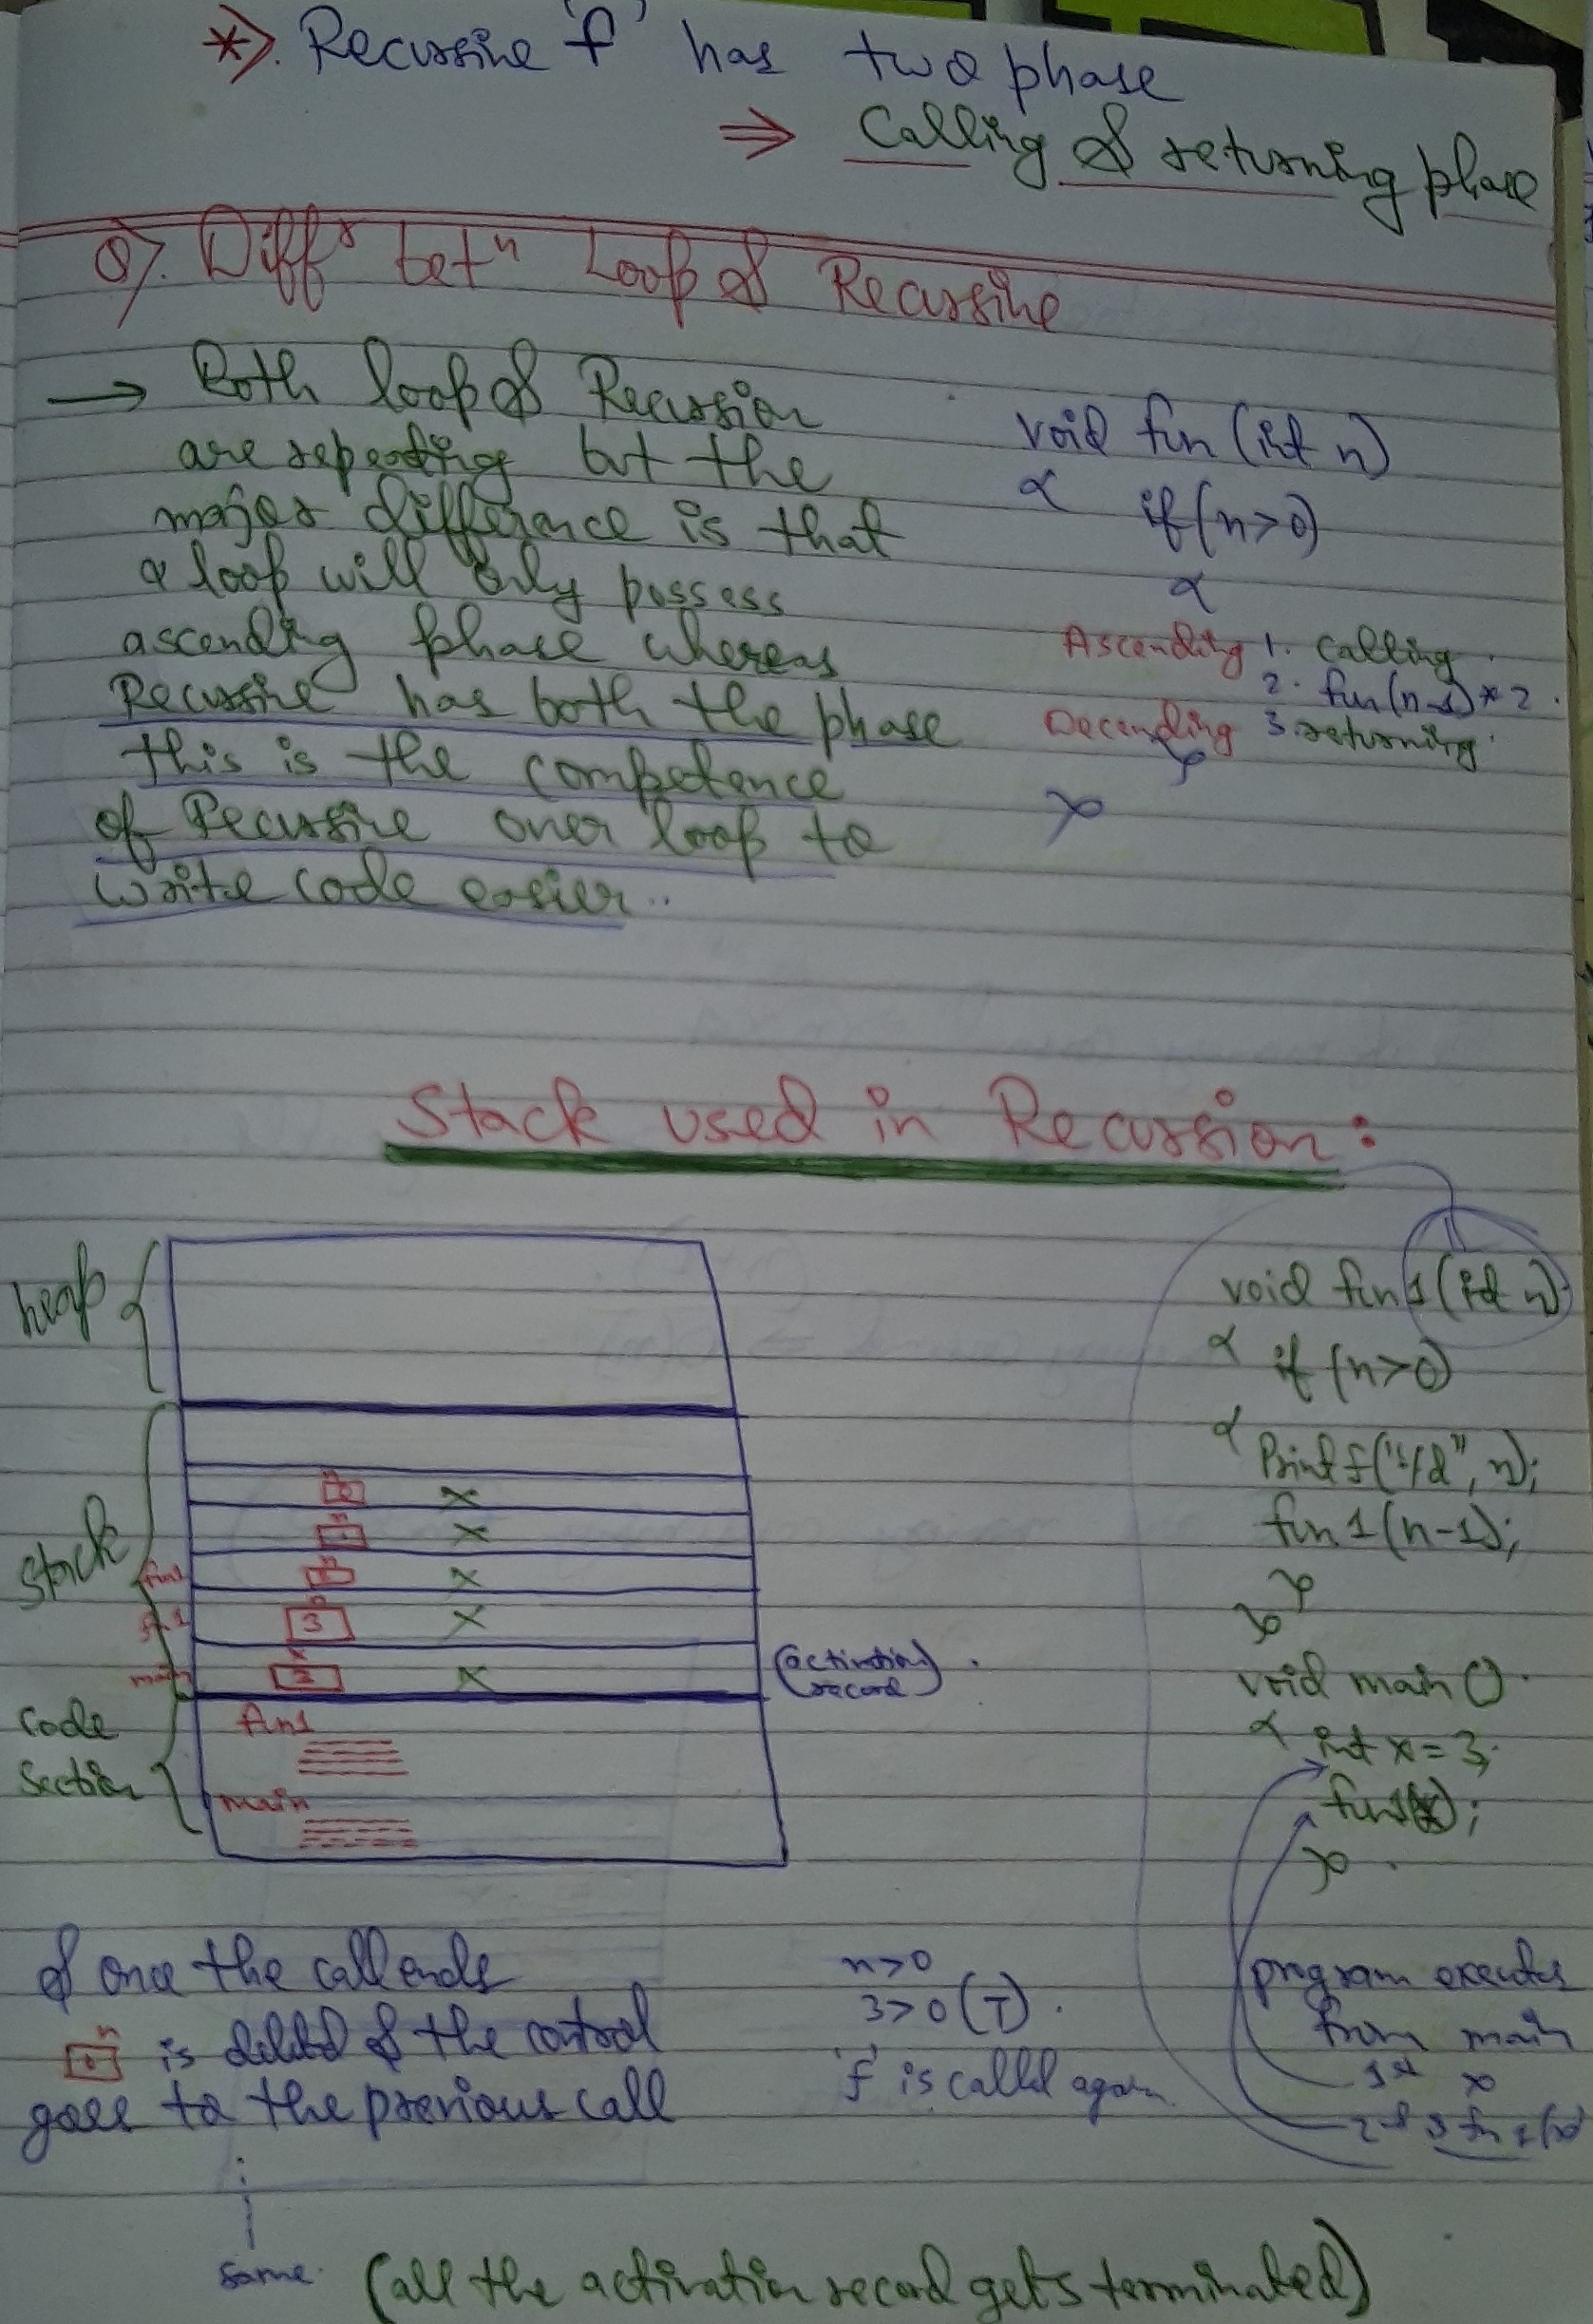 *). Recursive 'f' has two phase
⇒ Calling & returning phase
Q). Diffr betn Loop & Recursive
→ Both loop & Recursion
are repeating but the
major difference is that
a loop will only possess
ascending phase whereas
Recursive has both the phase
this is the competence
of Recursive over loop to
write code easier..
void fun (int n)
{ if (n>0)
{
Ascending 1. calling.
2. fun(n-1)*2.
Decending 3. returning.
}
}
Stack used in Recursion:
heap
stack
fun1
main
3
x
(activation
record)
code
section
fun1
main
void fun1 (int n)
{ if (n>0)
{ Printf("%d", n);
fun1(n-1);
}
}
void main ()
{ int x = 3;
fun1(x);
}
program executes
from main
1st x
& once the call ends
n
0 is deleted & the control
goes to the previous call
same.
n>0
3>0 (T).
'f' is called again
(all the activation record gets terminated)